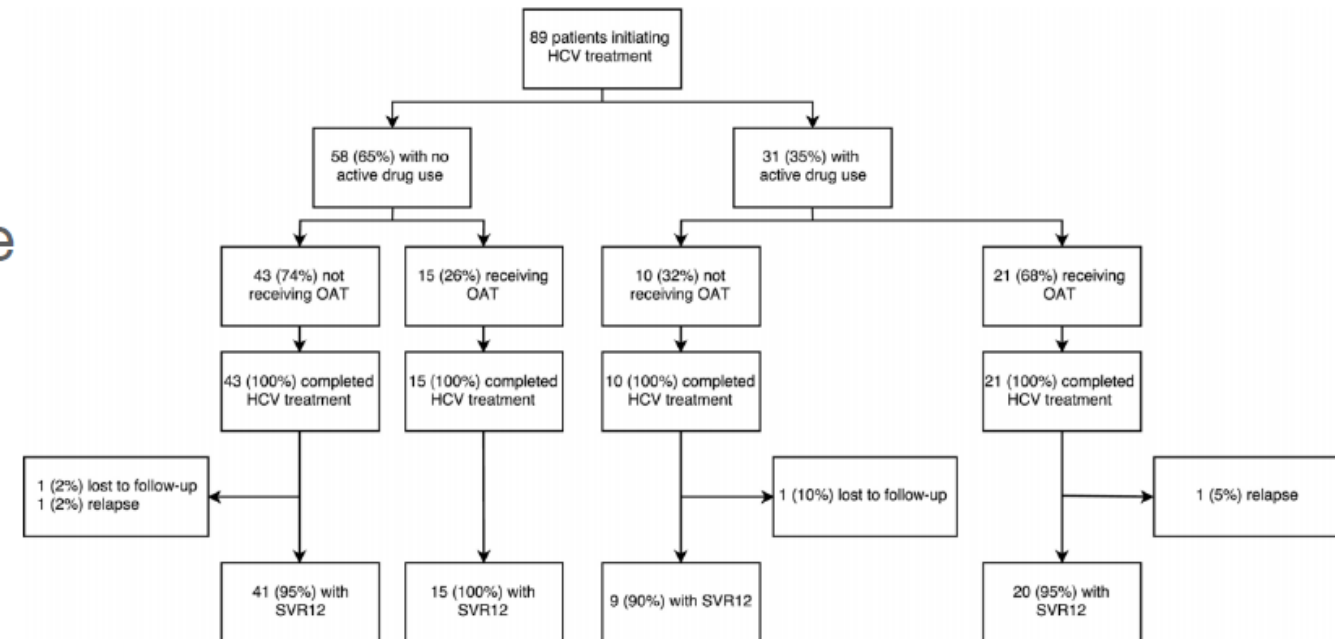 89 patients initiating
HCV treatment
58 (65%) with no
active drug use
31 (35%) with
active drug use
e
43 (74%) not
receiving OAT
15 (26%) receiving
OAT
10 (32%) not
receiving OAT
21 (68%) receiving
OAT
43 (100%) completed
HCV treatment
15 (100%) completed
HCV treatment
10 (100%) completed
HCV treatment
21 (100%) completed
HCV treatment
1 (2%) lost to follow-up
1 (2%) relapse
1 (10%) lost to follow-up
1 (5%) relapse
41 (95%) with
SVR12
15 (100%) with
SVR12
9 (90%) with SVR12
20 (95%) with
SVR12